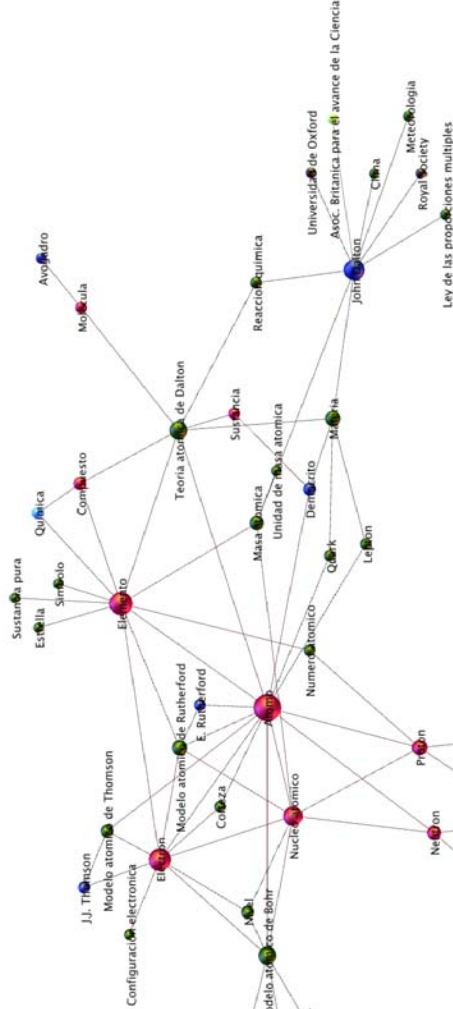 Sustancia pura
Estrella
Quimica
Avogadro
Simbolo
Compuesto
Molecula
J.J. Thomson
Modelo atomico de Thomson
Elemento
Configuracion electronica
Electron
Modelo atomico de Rutherford
Teoria atomica de Dalton
E. Rutherford
Corteza
Sustancia
Nivel
Masa atomica
Reaccion quimica
delo atomico de Bohr
Atomo
Unidad de masa atomica
Nucleo atomico
Numero atomico
Democrito
Universidad de Oxford
Quark
Materia
Asoc. Britanica para el avance de la Ciencia
John Dalton
Lepton
China
Meteorologia
Proton
Royal Society
Neutron
Ley de las proporciones multiples